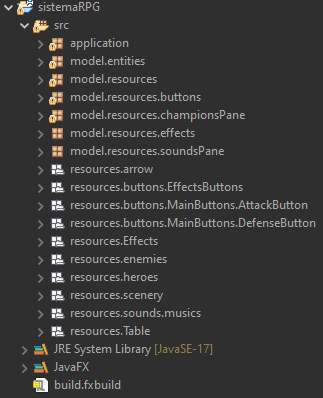 sistemaRPG
src
application
model.entities
model.resources
model.resources.buttons
model.resources.championsPane
model.resources.effects
model.resources.soundsPane
resources.arrow
resources.buttons.EffectsButtons
resources.buttons.MainButtons.AttackButton
resources.buttons.MainButtons.DefenseButton
resources.Effects
resources.enemies
resources.heroes
resources.scenery
resources.sounds.musics
resources.Table
JRE System Library [JavaSE-17]
JavaFX
build.fxbuild